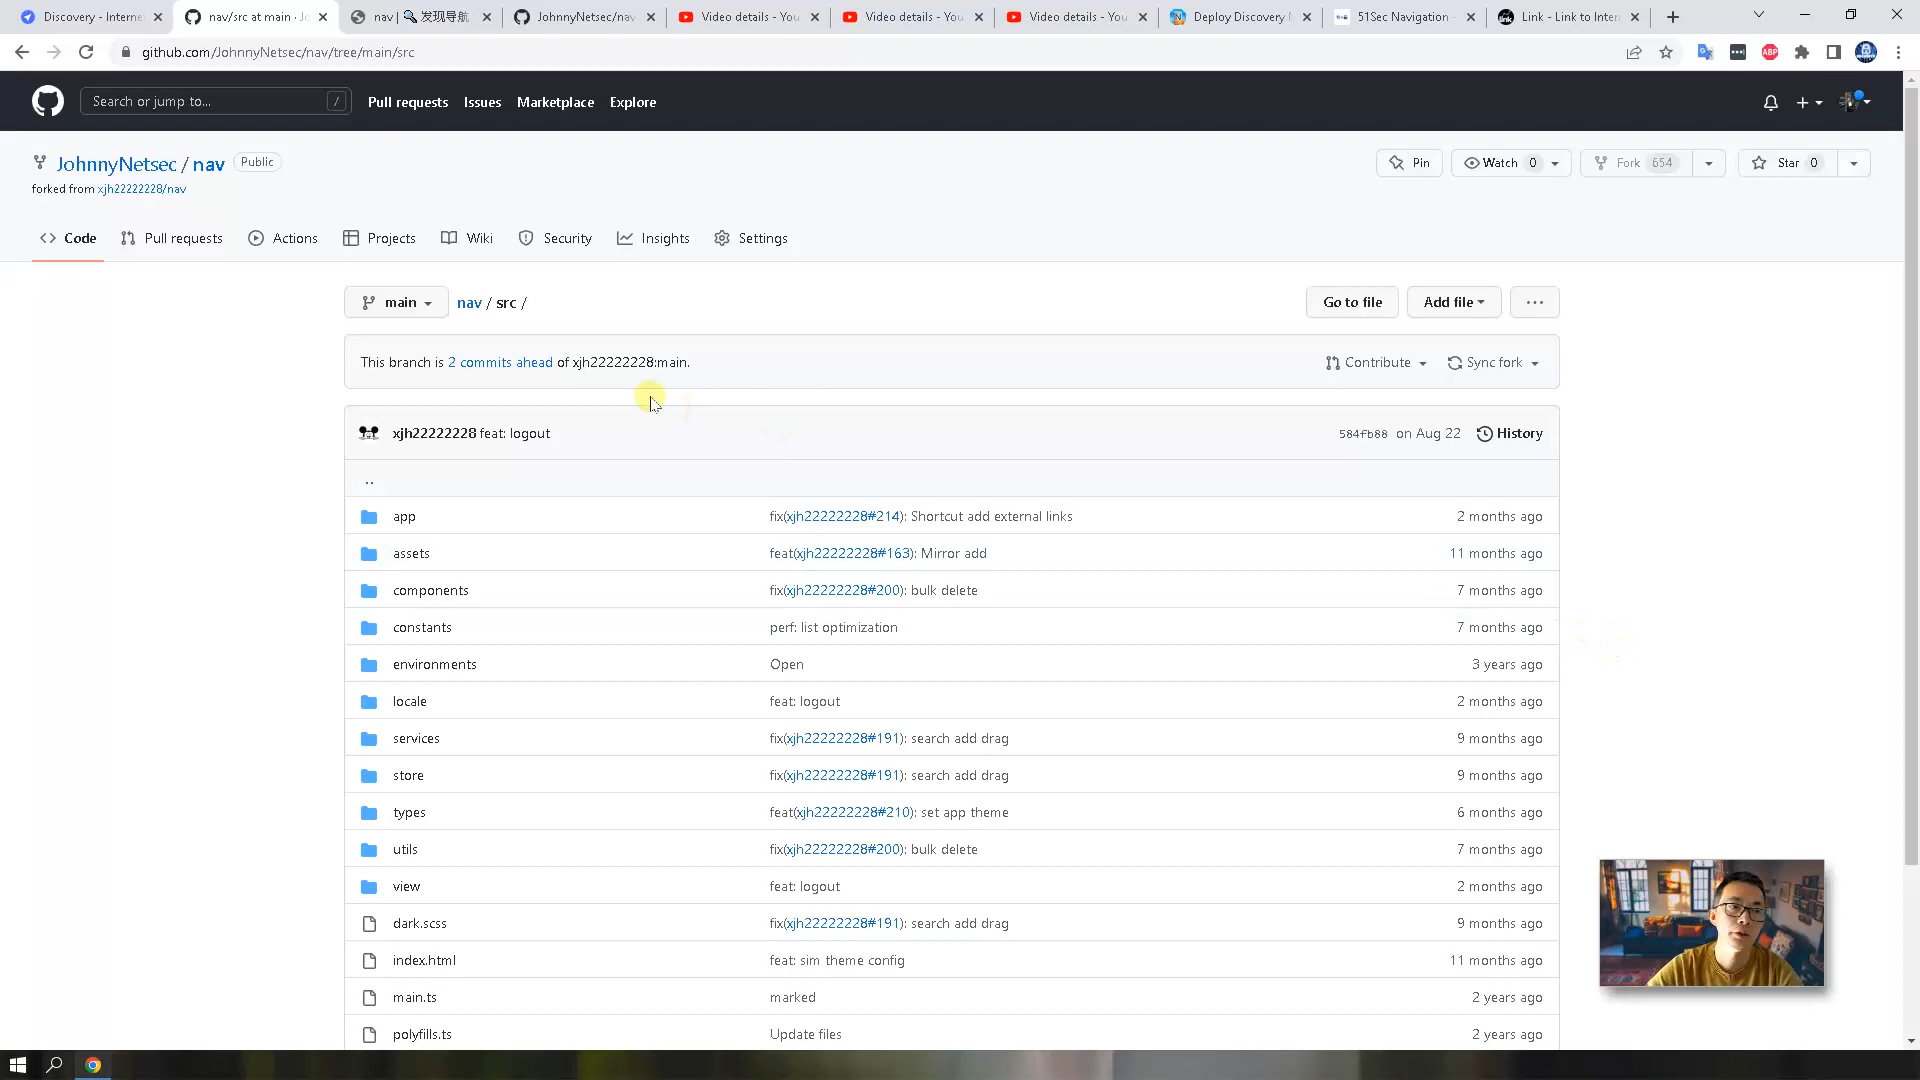 Discovery - Interne
nav/src at main · Jo
nav | 🔍 发现导航
JohnnyNetsec/nav
Video details - You
Video details - You
Video details - You
Deploy Discovery
51Sec Navigation -
Link - Link to Inter
github.com/JohnnyNetsec/nav/tree/main/src
ABP
Search or jump to...
/
Pull requests
Issues
Marketplace
Explore
JohnnyNetsec / nav
Public
Pin
Watch 0
Fork 654
Star 0
forked from xjh22222228/nav
Code
Pull requests
Actions
Projects
Wiki
Security
Insights
Settings
main
nav / src /
Go to file
Add file
This branch is 2 commits ahead of xjh22222228:main.
Contribute
Sync fork
xjh22222228 feat: logout
584fb88 on Aug 22
History
..
app fix(xjh22222228#214): Shortcut add external links 2 months ago
assets feat(xjh22222228#163): Mirror add 11 months ago
components fix(xjh22222228#200): bulk delete 7 months ago
constants perf: list optimization 7 months ago
environments Open 3 years ago
locale feat: logout 2 months ago
services fix(xjh22222228#191): search add drag 9 months ago
store fix(xjh22222228#191): search add drag 9 months ago
types feat(xjh22222228#210): set app theme 6 months ago
utils fix(xjh22222228#200): bulk delete 7 months ago
view feat: logout 2 months ago
dark.scss fix(xjh22222228#191): search add drag 9 months ago
index.html feat: sim theme config 11 months ago
main.ts marked 2 years ago
polyfills.ts Update files 2 years ago